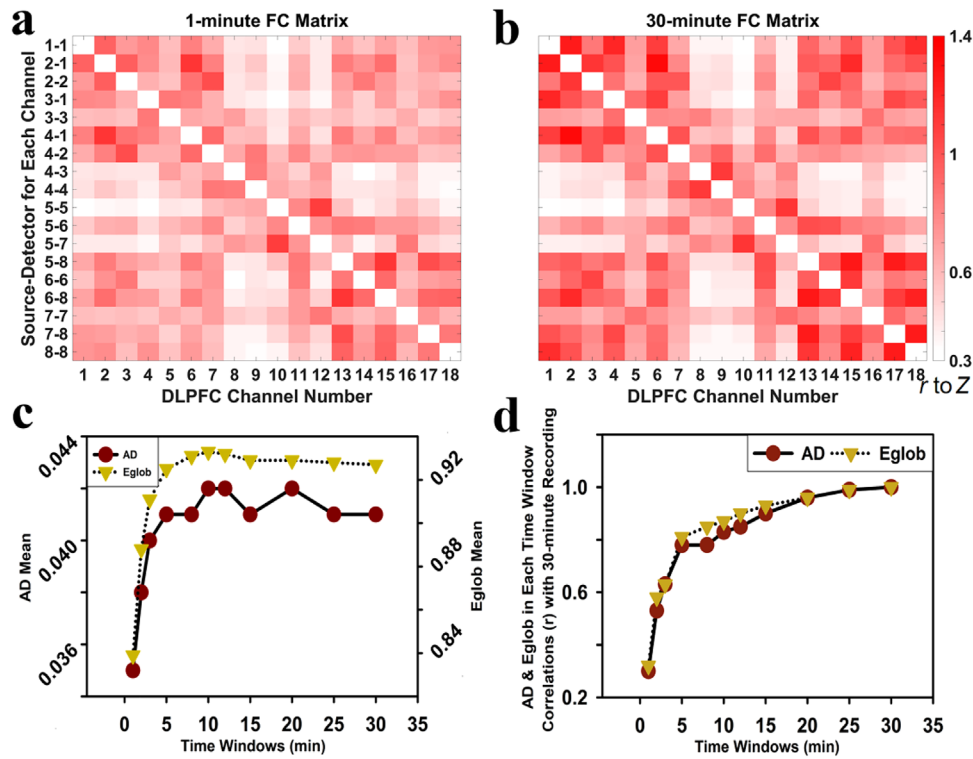 a
1-minute FC Matrix
Source-Detector for Each Channel
1-1
2-1
2-2
3-1
3-3
4-1
4-2
4-3
4-4
5-5
5-6
5-7
5-8
6-6
6-8
7-7
7-8
8-8
1 2 3 4 5 6 7 8 9 10 11 12 13 14 15 16 17 18
DLPFC Channel Number
b
30-minute FC Matrix
1 2 3 4 5 6 7 8 9 10 11 12 13 14 15 16 17 18
DLPFC Channel Number
1.4
1
0.6
0.3
r to Z
c
AD
Eglob
AD Mean
0.044
0.040
0.036
Eglob Mean
0.92
0.88
0.84
0 5 10 15 20 25 30 35
Time Windows (min)
d
AD Eglob
AD & Eglob in Each Time Window
Correlations (r) with 30-minute Recording
1.0
0.6
0.2
0 5 10 15 20 25 30 35
Time Windows (min)